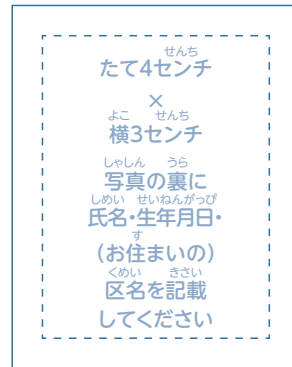 せんち
たて4センチ
×
よこ せんち
横3センチ
しゃしん うら
写真の裏に
しめい せいねんがっぴ
氏名・生年月日・
す
(お住まいの)
くめい きさい
区名を記載
してください